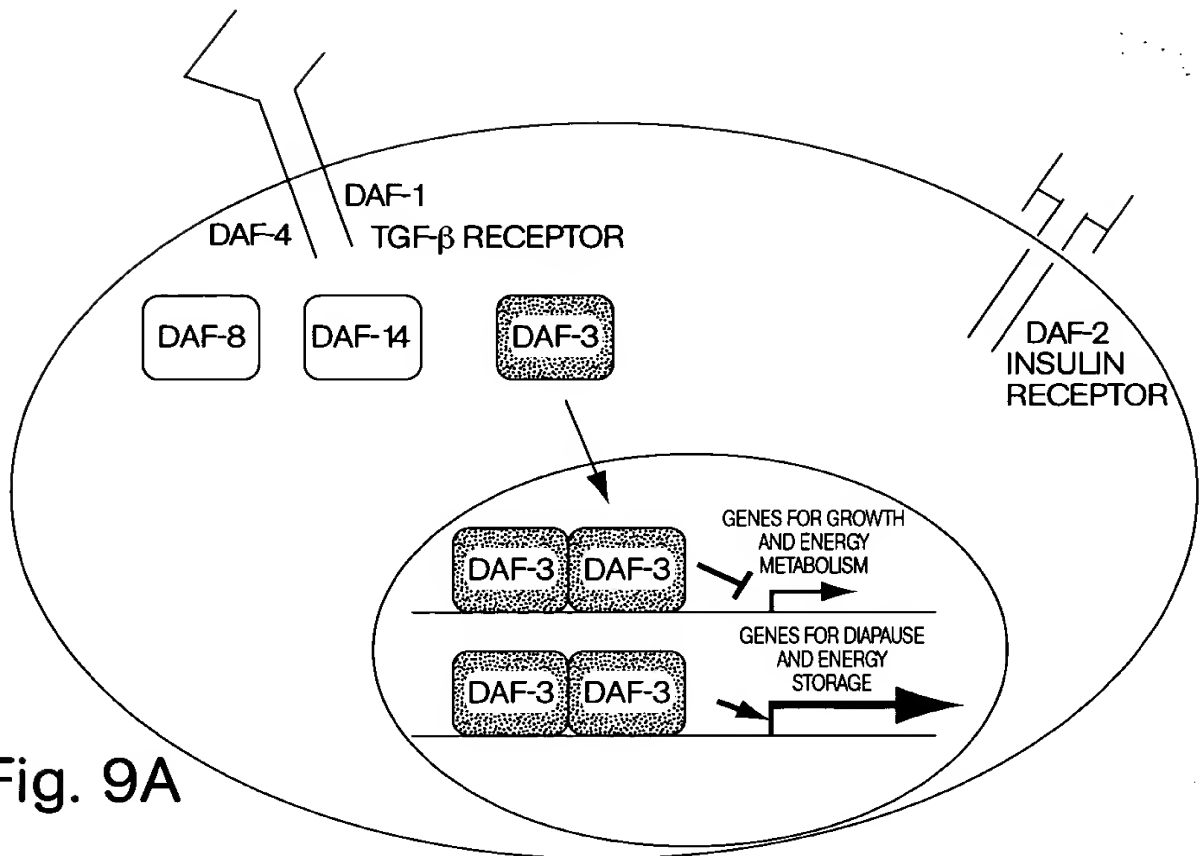 DAF-1
DAF-4
TGF-β RECEPTOR
DAF-8
DAF-14
DAF-3
DAF-2
INSULIN
RECEPTOR
GENES FOR GROWTH
AND ENERGY
METABOLISM
DAF-3
DAF-3
GENES FOR DIAPAUSE
AND ENERGY
STORAGE
DAF-3
DAF-3
Fig. 9A